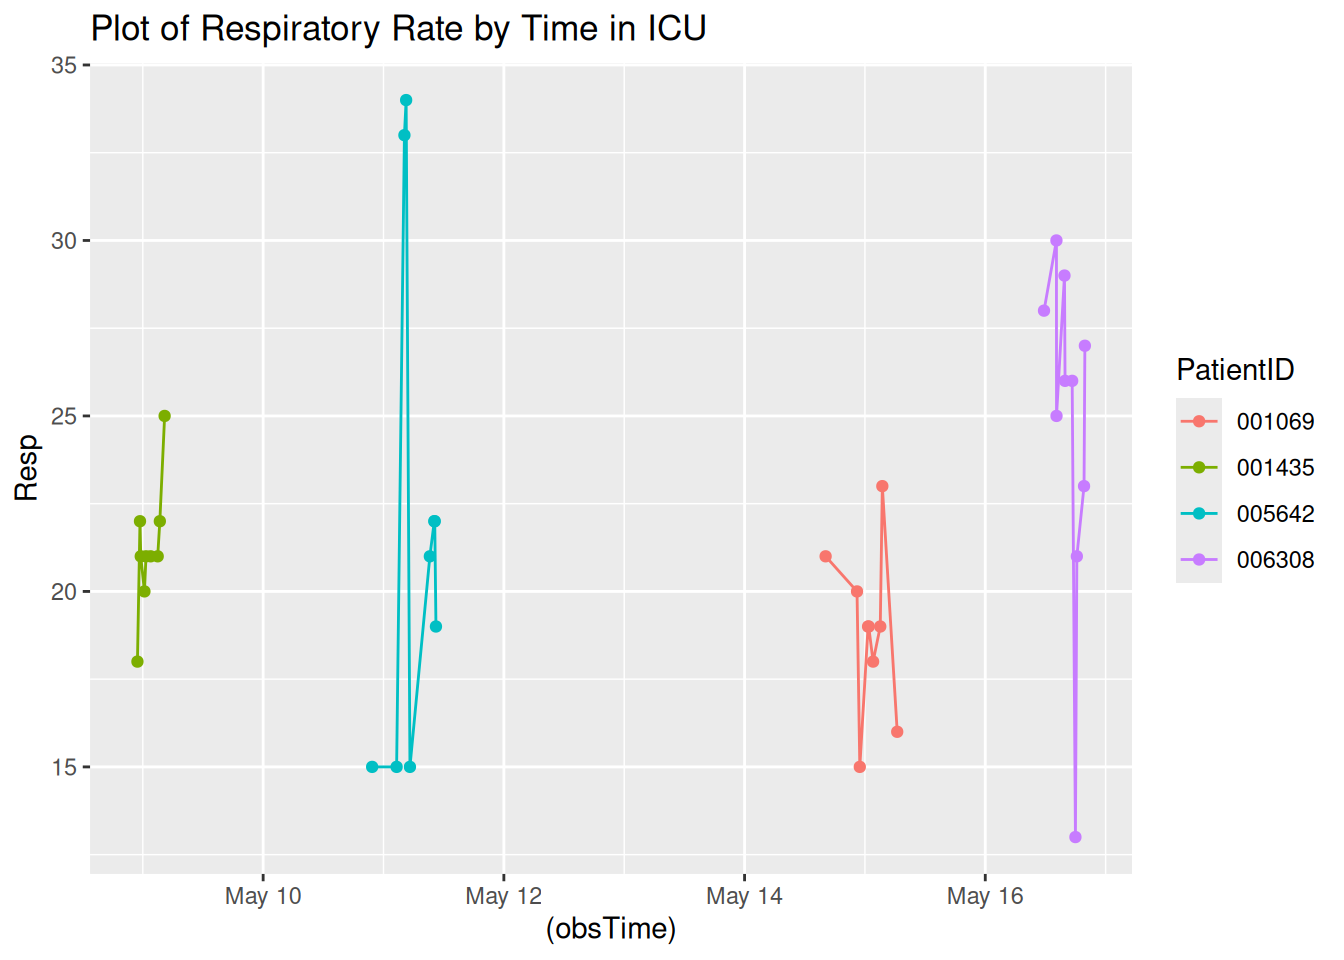 Plot of Respiratory Rate by Time in ICU
35
30
25
20
15
Resp
May 10
May 12
May 14
May 16
(obsTime)
PatientID
001069
001435
005642
006308